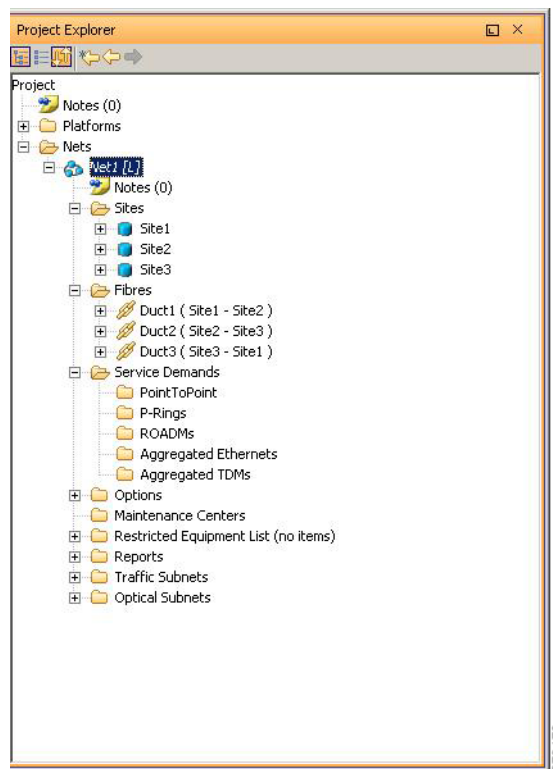 Project Explorer
Project
Notes (0)
Platforms
Nets
Net1 [L]
Notes (0)
Sites
Site1
Site2
Site3
Fibres
Duct1 ( Site1 - Site2 )
Duct2 ( Site2 - Site3 )
Duct3 ( Site3 - Site1 )
Service Demands
PointToPoint
P-Rings
ROADMs
Aggregated Ethernets
Aggregated TDMs
Options
Maintenance Centers
Restricted Equipment List (no items)
Reports
Traffic Subnets
Optical Subnets